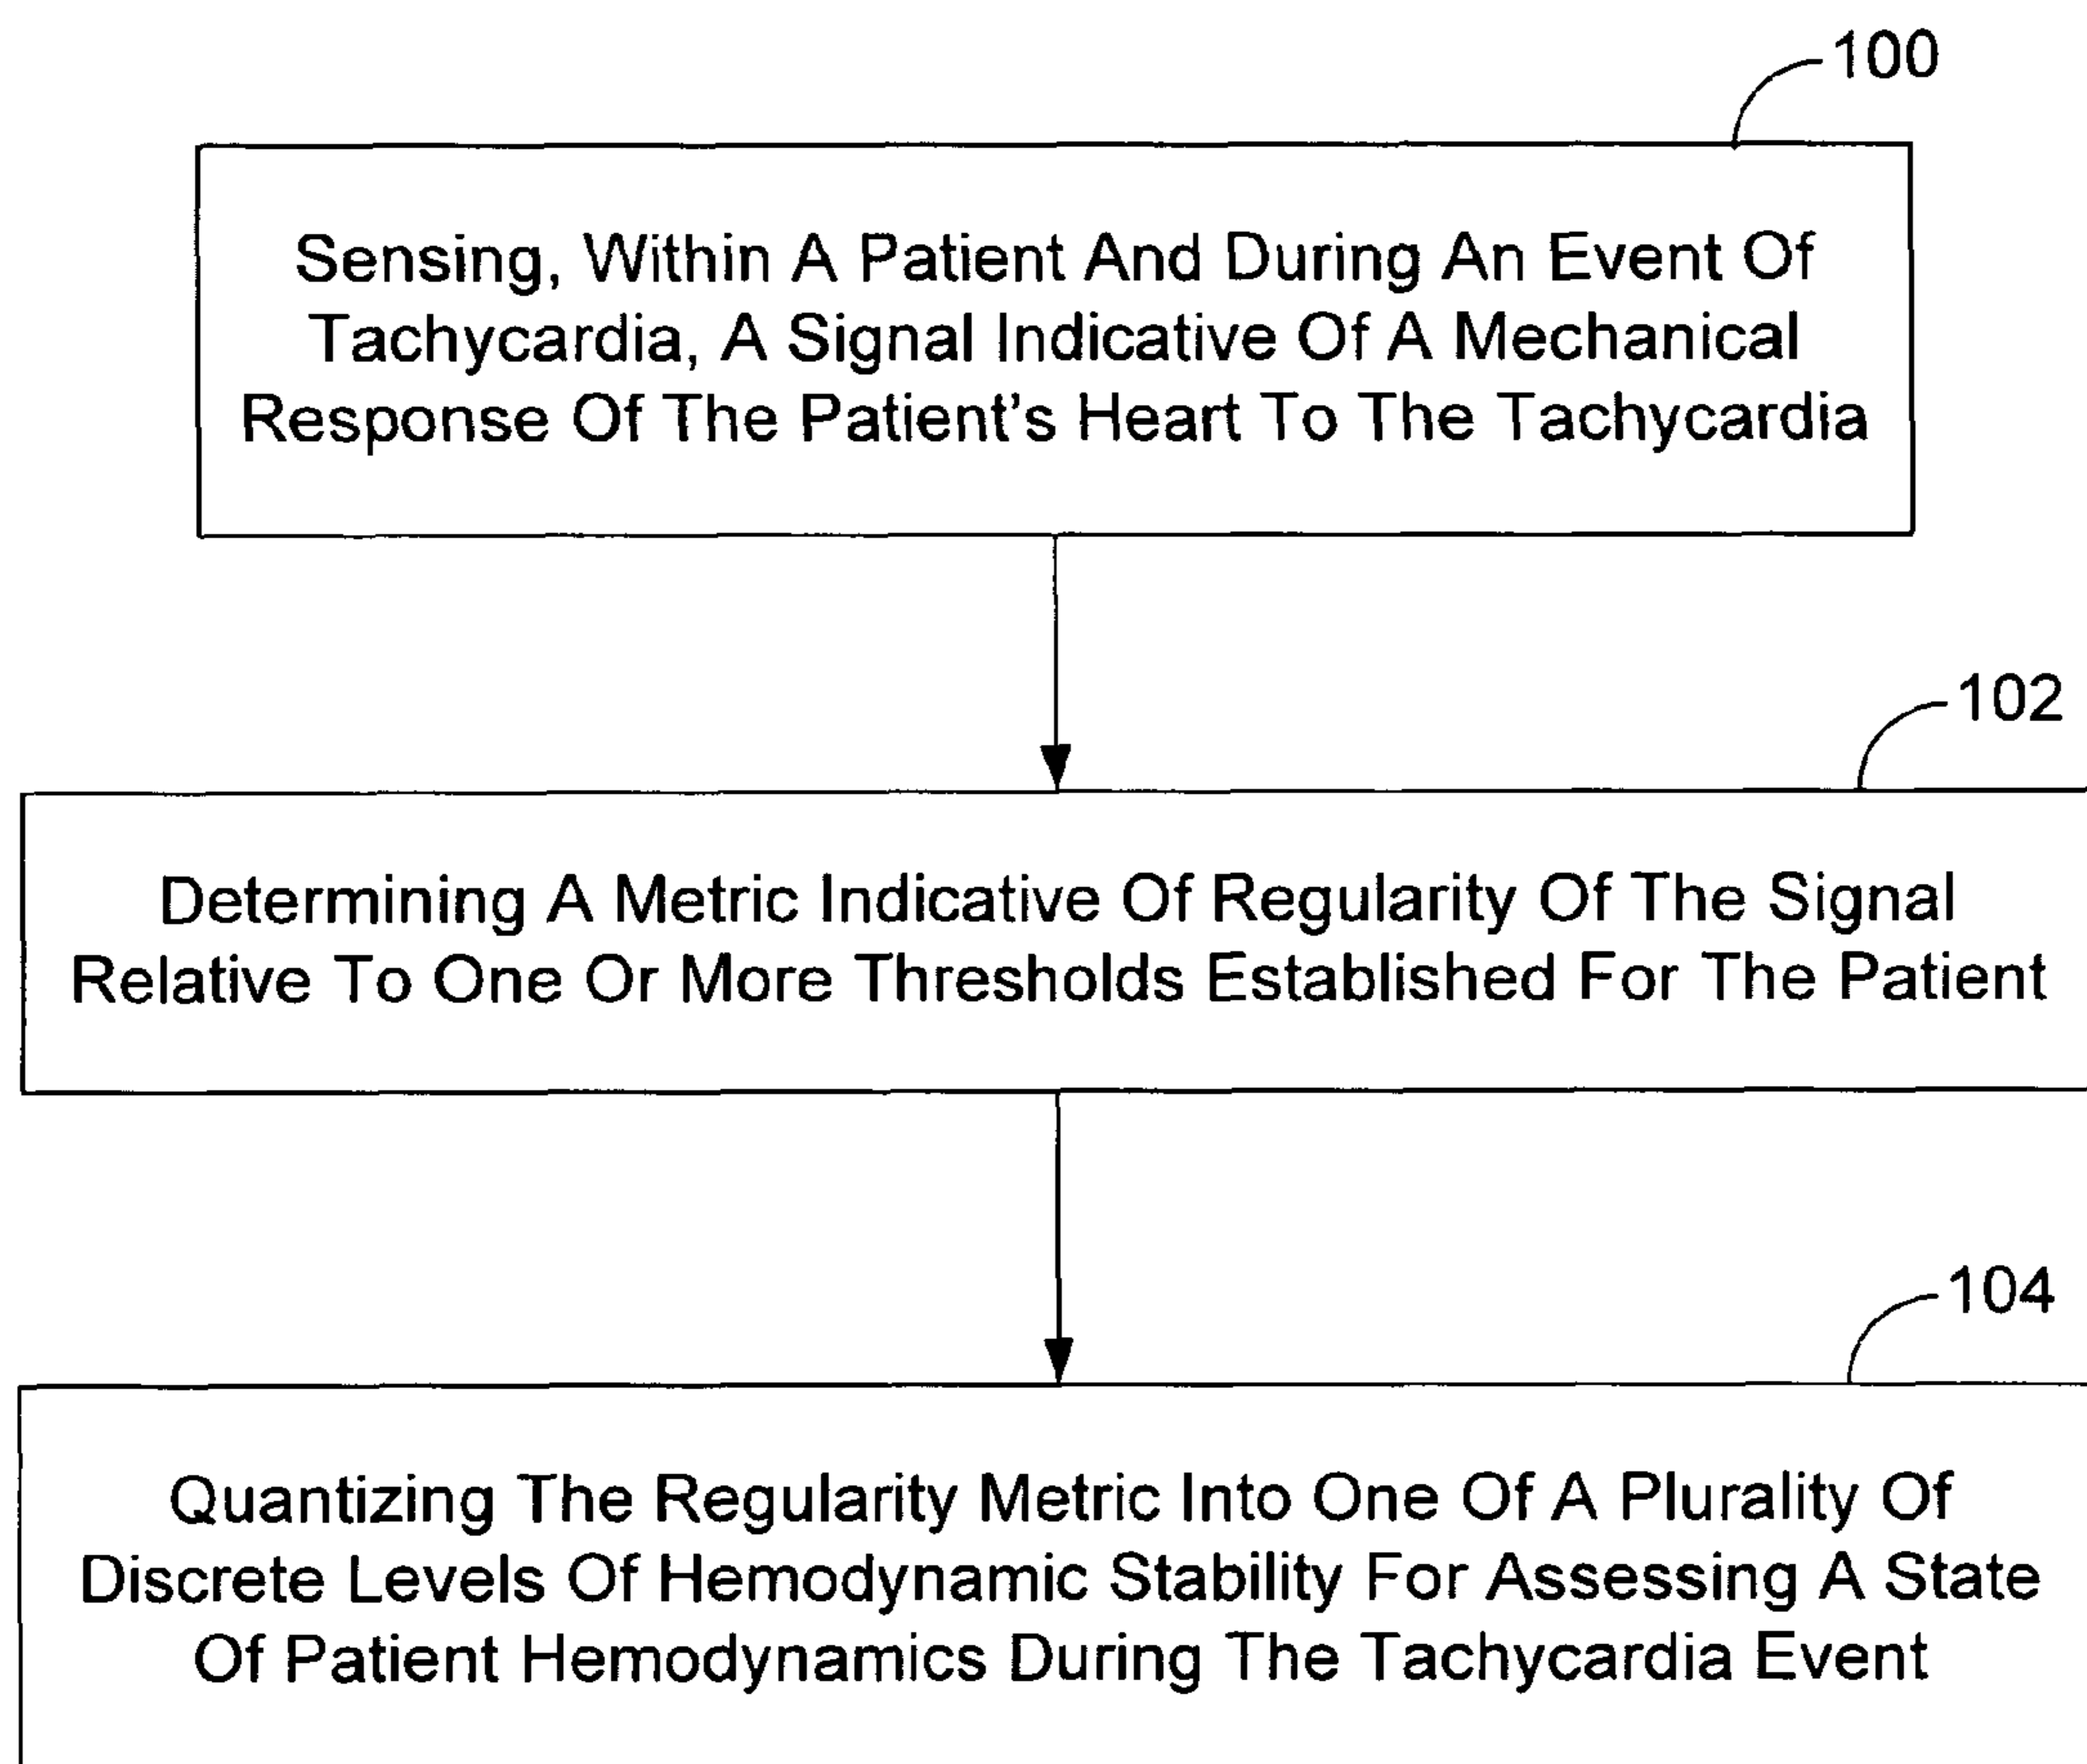 100
Sensing, Within A Patient And During An Event Of
Tachycardia, A Signal Indicative Of A Mechanical
Response Of The Patient's Heart To The Tachycardia
102
Determining A Metric Indicative Of Regularity Of The Signal
Relative To One Or More Thresholds Established For The Patient
104
Quantizing The Regularity Metric Into One Of A Plurality Of
Discrete Levels Of Hemodynamic Stability For Assessing A State
Of Patient Hemodynamics During The Tachycardia Event